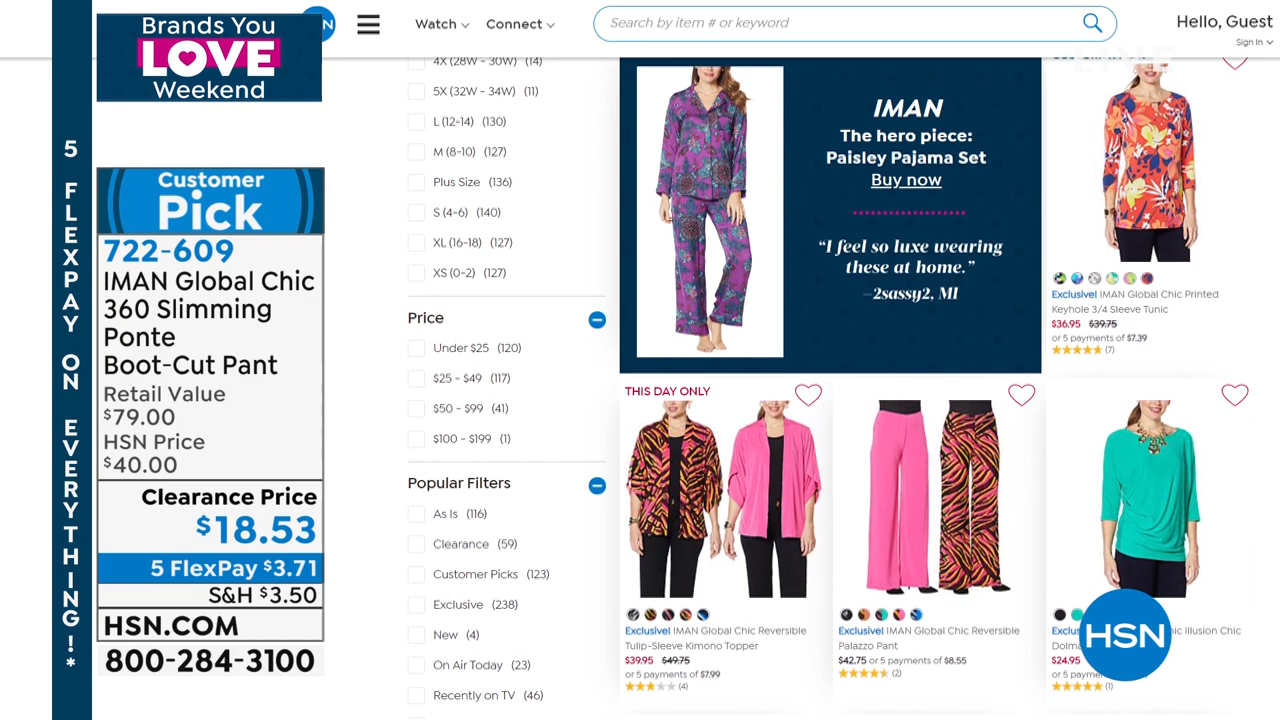 Brands You
LOVE
Weekend
5 FLEXPAY ON EVERYTHING!*
Customer
Pick
722-609
IMAN Global Chic
360 Slimming
Ponte
Boot-Cut Pant
Retail Value
$79.00
HSN Price
$40.00
Clearance Price
$18.53
5 FlexPay $3.71
S&H $3.50
HSN.COM
800-284-3100
Watch
Connect
Search by item # or keyword
Hello, Guest
Sign In
LIVE
4X (28W - 30W) (14)
5X (32W - 34W) (11)
L (12-14) (130)
M (8-10) (127)
Plus Size (136)
S (4-6) (140)
XL (16-18) (127)
XS (0-2) (127)
Price
Under $25 (120)
$25 - $49 (117)
$50 - $99 (41)
$100 - $199 (1)
Popular Filters
As Is (116)
Clearance (59)
Customer Picks (123)
Exclusive (238)
New (4)
On Air Today (23)
Recently on TV (46)
IMAN
The hero piece:
Paisley Pajama Set
Buy now
“I feel so luxe wearing
these at home.”
—2sassy2, MI
Exclusive! IMAN Global Chic Printed
Keyhole 3/4 Sleeve Tunic
$36.95 $39.75
or 5 payments of $7.39
(7)
THIS DAY ONLY
Exclusive! IMAN Global Chic Reversible
Tulip-Sleeve Kimono Topper
$39.95 $49.75
or 5 payments of $7.99
(4)
Exclusive! IMAN Global Chic Reversible
Palazzo Pant
$42.75 or 5 payments of $8.55
(2)
Exclu
ic Illusion Chic
Dolma
$24.95
or 5 payme
(1)
HSN